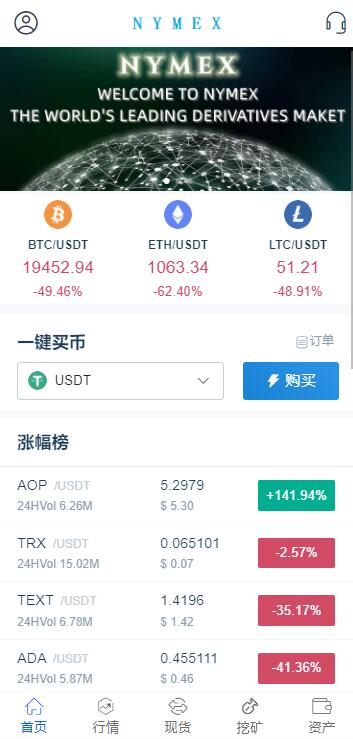 NYMEX
NYMEX
WELCOME TO NYMEX
THE WORLD'S LEADING DERIVATIVES MAKET
BTC/USDT ETH/USDT LTC/USDT
19452.94 1063.34 51.21
-49.46% -62.40% -48.91%
一键买币 订单
USDT 购买
涨幅榜
AOP /USDT 5.2979 +141.94%
24HVol 6.26M $ 5.30
TRX /USDT 0.065101 -2.57%
24HVol 15.02M $ 0.07
TEXT /USDT 1.4196 -35.17%
24HVol 6.78M $ 1.42
ADA /USDT 0.455111 -41.36%
24HVol 5.87M $ 0.46
首页 行情 现货 挖矿 资产